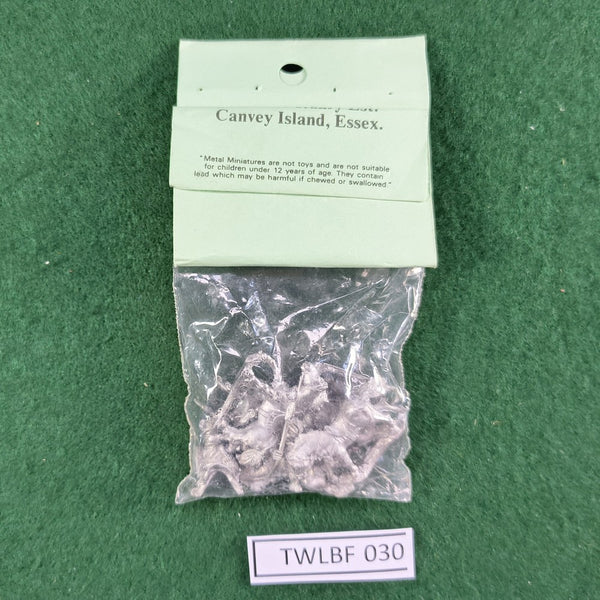 Canvey Island, Essex.
"Metal Miniatures are not toys and are not suitable
for children under 12 years of age. They contain
lead which may be harmful if chewed or swallowed."
TWLBF 030